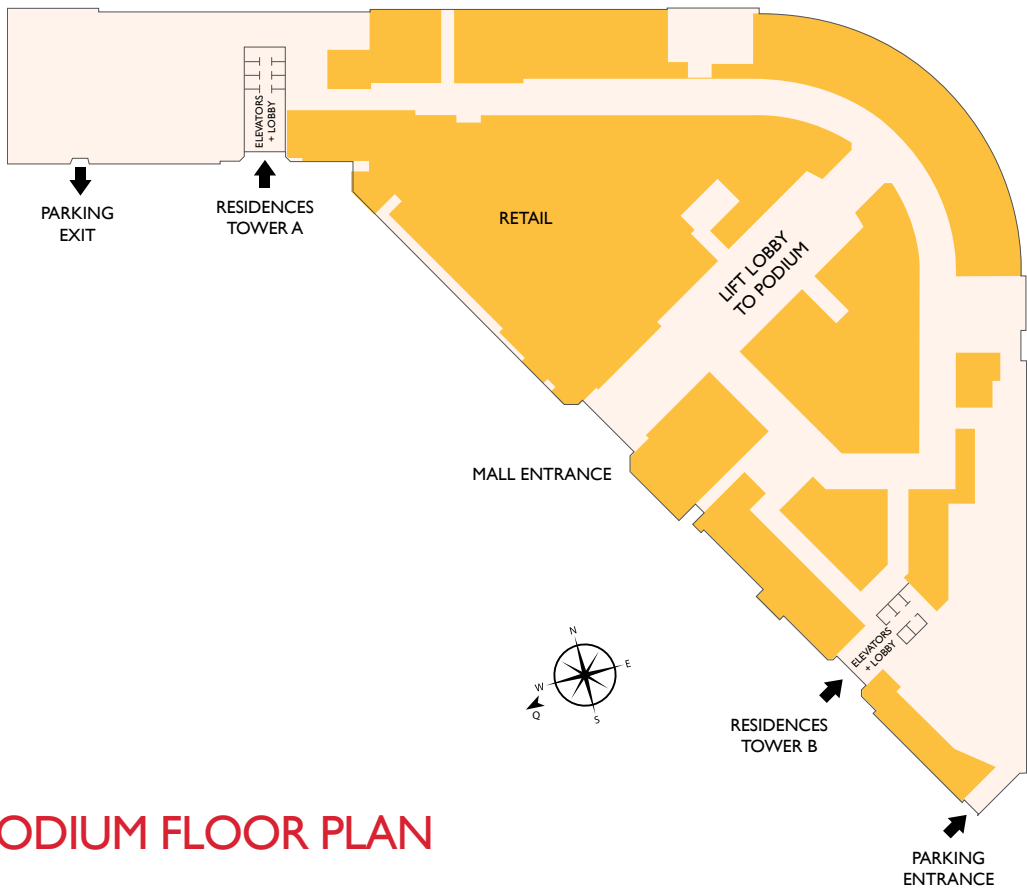 ELEVATORS
+ LOBBY
PARKING
EXIT
RESIDENCES
TOWER A
RETAIL
LIFT LOBBY
TO PODIUM
MALL ENTRANCE
N
E
W
S
Q
ELEVATORS
+ LOBBY
RESIDENCES
TOWER B
ODIUM FLOOR PLAN
PARKING
ENTRANCE